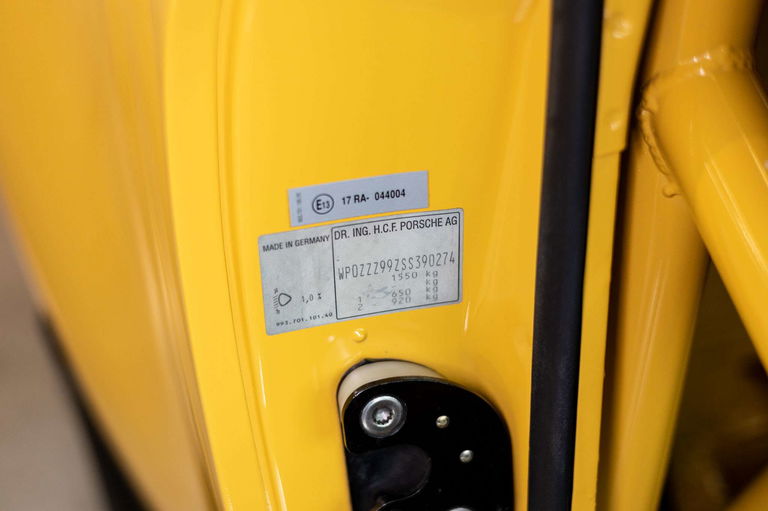 E13 17 RA- 044004
MADE IN GERMANY
DR. ING. H.C.F. PORSCHE AG
WP0ZZZ99ZSS390274
1550 kg
kg
1 650 kg
2 920 kg
1,0 %
993.701.101.40